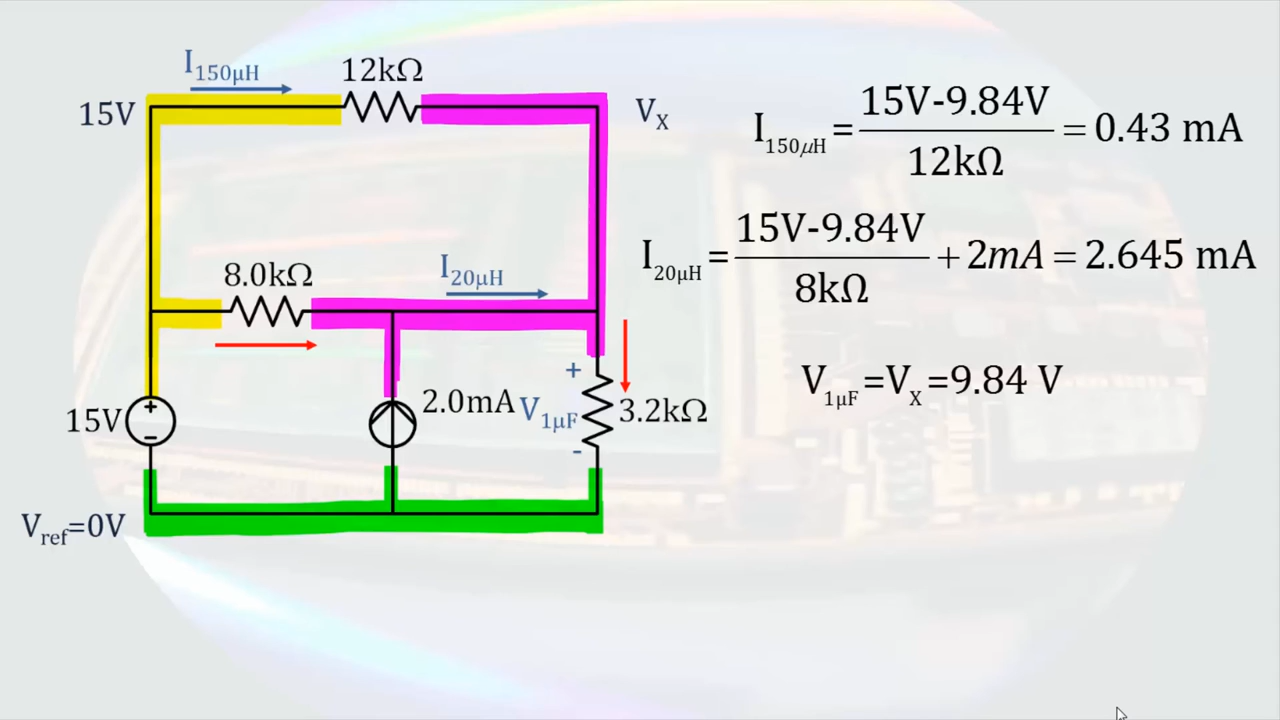 I150μH
12kΩ
15V
VX
I150μH = 15V-9.84V / 12kΩ = 0.43 mA
I20μH = 15V-9.84V / 8kΩ + 2mA = 2.645 mA
8.0kΩ
I20μH
+
V1μF=VX=9.84 V
15V
+
-
2.0mA
V1μF
3.2kΩ
-
Vref=0V